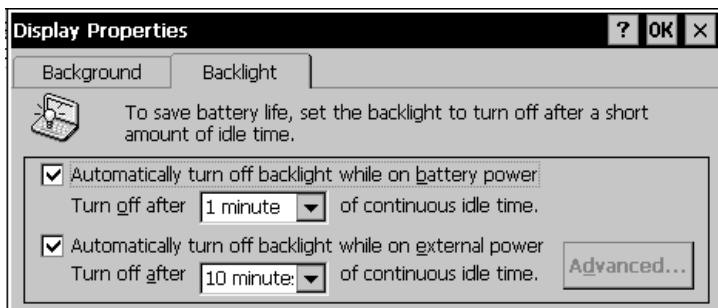 Display Properties ? OK ×
Background Backlight
To save battery life, set the backlight to turn off after a short
amount of idle time.
Automatically turn off backlight while on battery power
Turn off after 1 minute of continuous idle time.
Automatically turn off backlight while on external power
Turn off after 10 minute: of continuous idle time.
Advanced...